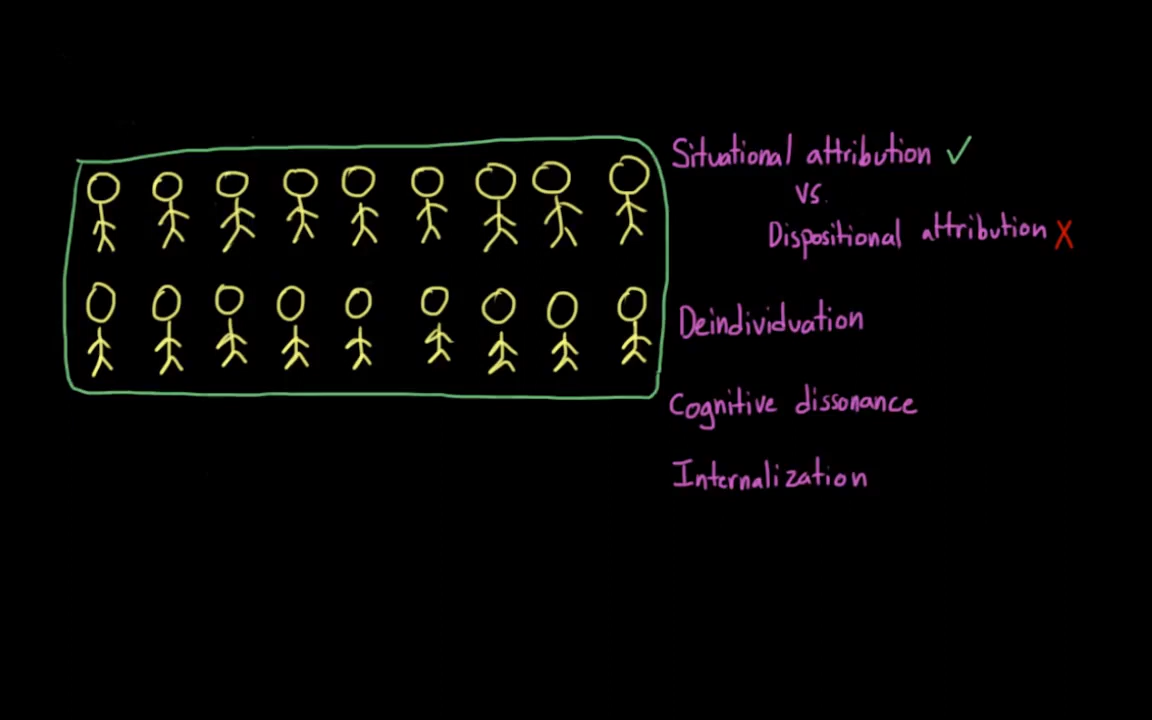 Situational attribution ✓
vs.
Dispositional attribution X
Deindividuation
Cognitive dissonance
Internalization